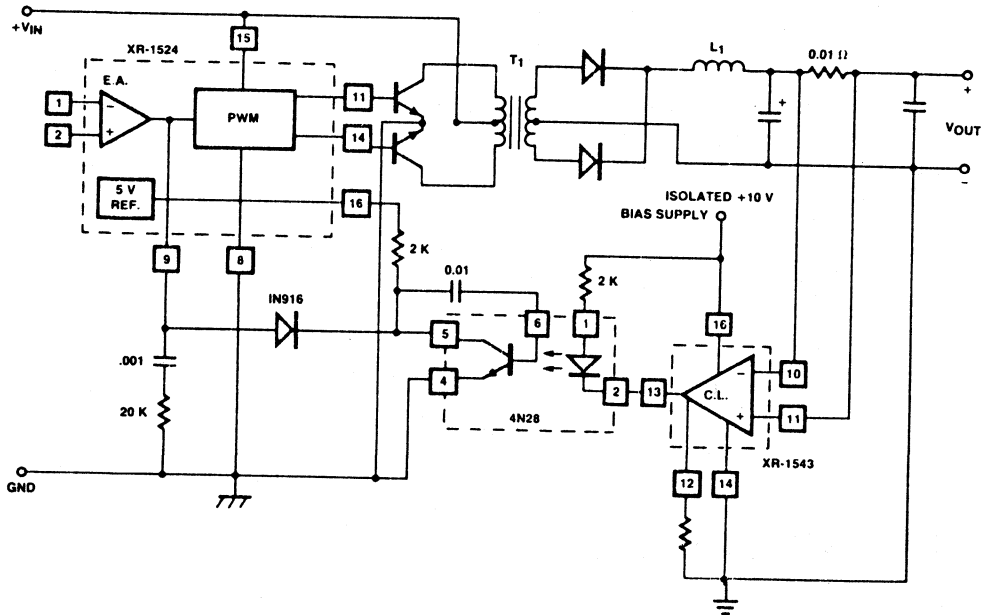 +VIN
XR-1524
15
E.A.
1
−
2
+
PWM
11
14
5 V
REF.
16
9
8
T1
L1
0.01 Ω
+
+
VOUT
−
ISOLATED +10 V
BIAS SUPPLY
2 K
0.01
2 K
IN916
5
6
1
4
2
13
4N28
16
−
C.L.
+
10
11
XR-1543
12
14
.001
20 K
GND